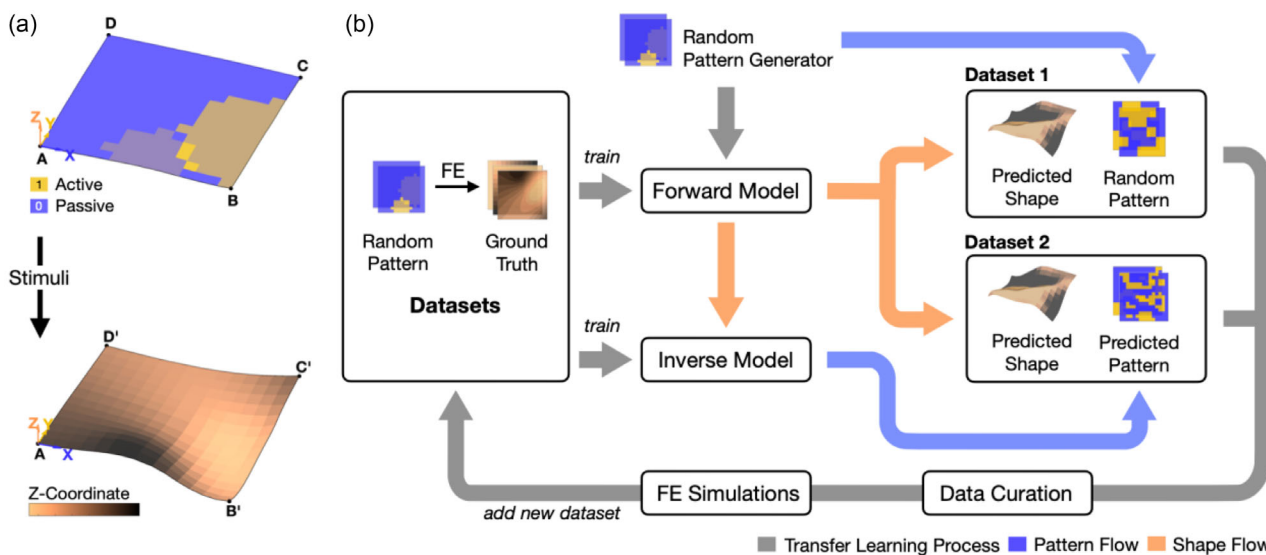 (a)
D
C
Z
Y
A
X
B
1 Active
0 Passive
Stimuli
D'
C'
Z
Y
A
X
B'
Z-Coordinate
(b)
Random
Pattern Generator
FE
Random
Pattern
Ground
Truth
Datasets
train
train
Forward Model
Inverse Model
Dataset 1
Predicted
Shape
Random
Pattern
Dataset 2
Predicted
Shape
Predicted
Pattern
FE Simulations
Data Curation
add new dataset
Transfer Learning Process
Pattern Flow
Shape Flow